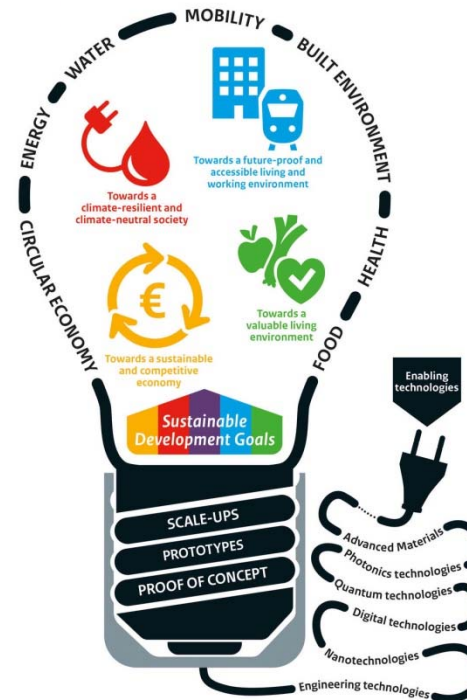 MOBILITY
WATER
BUILT ENVIRONMENT
ENERGY
Towards a future-proof and
accessible living and
working environment
Towards a
climate-resilient and
climate-neutral society
CIRCULAR ECONOMY
HEALTH
€
Towards a
valuable living
environment
Towards a sustainable
and competitive
economy
FOOD
Enabling
technologies
Sustainable
Development Goals
SCALE-UPS
PROTOTYPES
PROOF OF CONCEPT
Advanced Materials
Photonics technologies
Quantum technologies
Digital technologies
Nanotechnologies
Engineering technologies